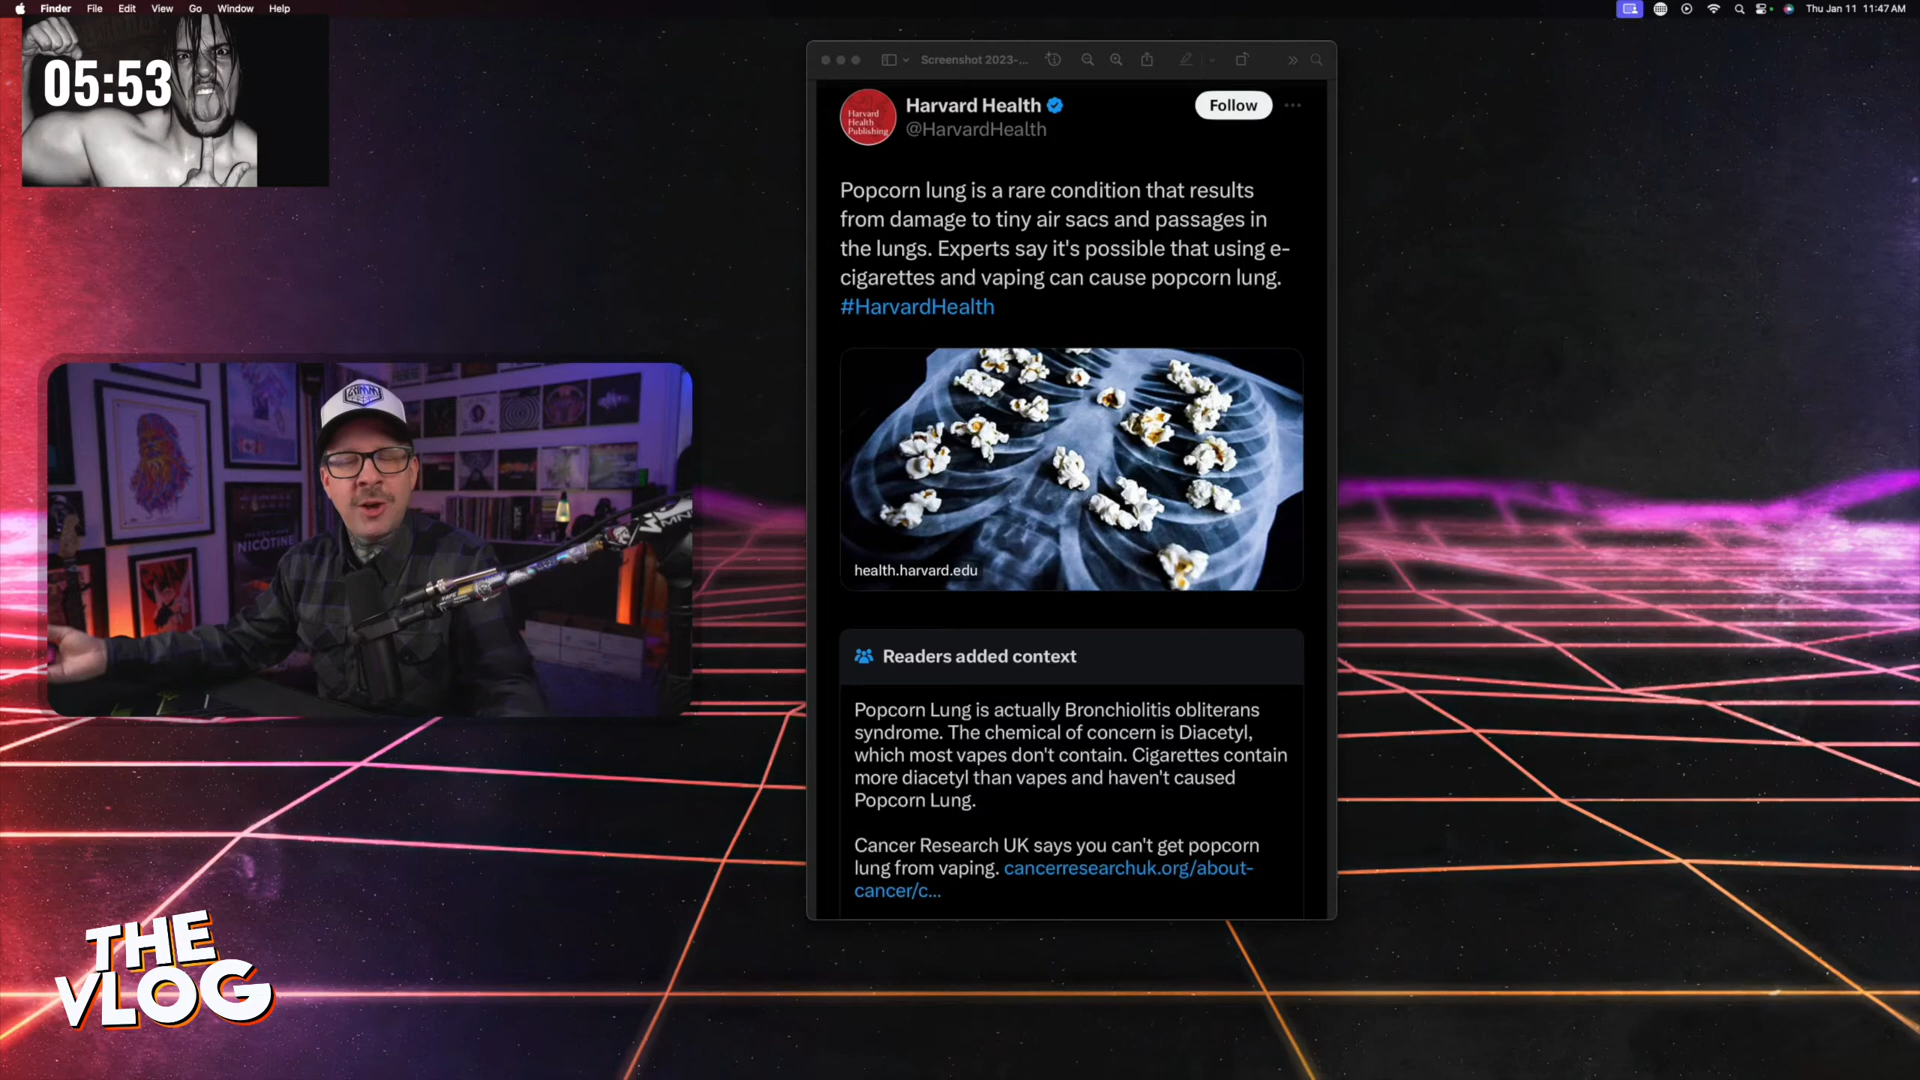 Finder File Edit View Go Window Help
Thu Jan 11 11:47 AM
05:53
Screenshot 2023-...
Harvard Health
Publishing
Harvard Health
@HarvardHealth
Follow
Popcorn lung is a rare condition that results
from damage to tiny air sacs and passages in
the lungs. Experts say it's possible that using e-
cigarettes and vaping can cause popcorn lung.
#HarvardHealth
health.harvard.edu
Readers added context
Popcorn Lung is actually Bronchiolitis obliterans
syndrome. The chemical of concern is Diacetyl,
which most vapes don't contain. Cigarettes contain
more diacetyl than vapes and haven't caused
Popcorn Lung.
Cancer Research UK says you can't get popcorn
lung from vaping. cancerresearchuk.org/about-
cancer/c...
NICOTINE
VAPE
THE
VLOG